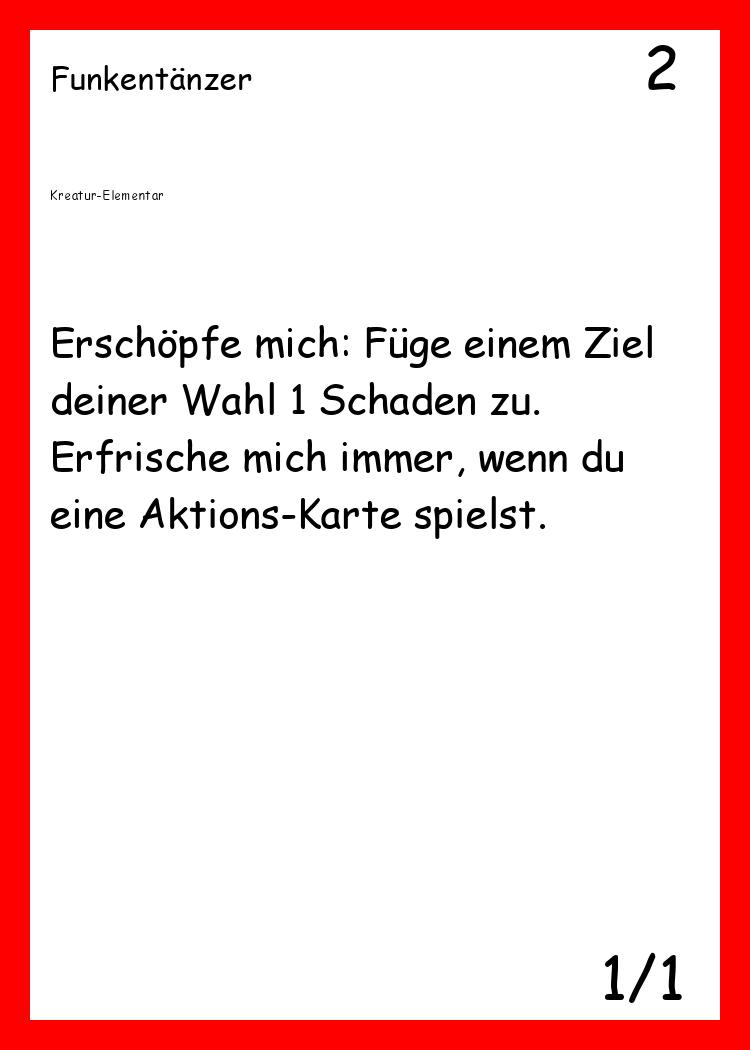 Funkentänzer
2
Kreatur-Elementar
Erschöpfe mich: Füge einem Ziel
deiner Wahl 1 Schaden zu.
Erfrische mich immer, wenn du
eine Aktions-Karte spielst.
1/1